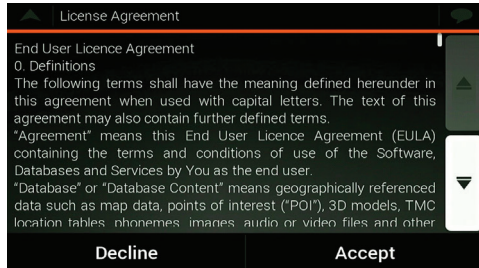 License Agreement
End User Licence Agreement
0. Definitions
The following terms shall have the meaning defined hereunder in
this agreement when used with capital letters. The text of this
agreement may also contain further defined terms.
"Agreement" means this End User Licence Agreement (EULA)
containing the terms and conditions of use of the Software,
Databases and Services by You as the end user.
"Database" or "Database Content" means geographically referenced
data such as map data, points of interest ("POI"), 3D models, TMC
location tables, phonemes, images, audio or video files and other
Decline Accept